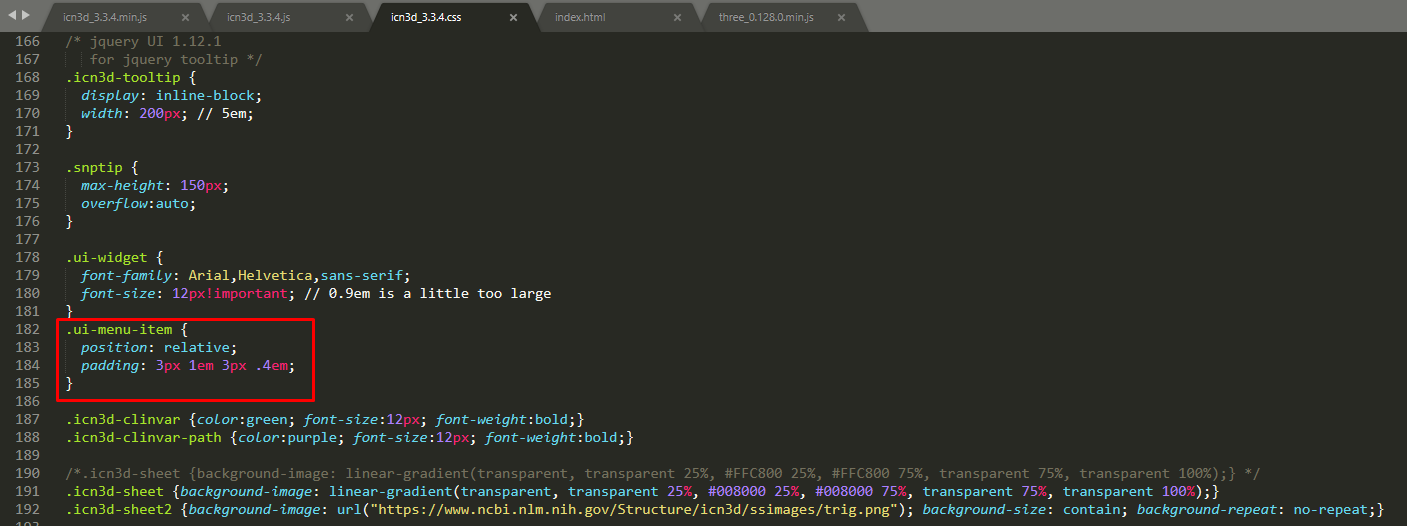 icn3d_3.3.4.min.js × icn3d_3.3.4.js × icn3d_3.3.4.css × index.html × three_0.128.0.min.js ×
166 /* jquery UI 1.12.1
167 for jquery tooltip */
168 .icn3d-tooltip {
169 display: inline-block;
170 width: 200px; // 5em;
171 }
172
173 .snptip {
174 max-height: 150px;
175 overflow:auto;
176 }
177
178 .ui-widget {
179 font-family: Arial,Helvetica,sans-serif;
180 font-size: 12px!important; // 0.9em is a little too large
181 }
182 .ui-menu-item {
183 position: relative;
184 padding: 3px 1em 3px .4em;
185 }
186
187 .icn3d-clinvar {color:green; font-size:12px; font-weight:bold;}
188 .icn3d-clinvar-path {color:purple; font-size:12px; font-weight:bold;}
189
190 /*.icn3d-sheet {background-image: linear-gradient(transparent, transparent 25%, #FFC800 25%, #FFC800 75%, transparent 75%, transparent 100%);} */
191 .icn3d-sheet {background-image: linear-gradient(transparent, transparent 25%, #008000 25%, #008000 75%, transparent 75%, transparent 100%);}
192 .icn3d-sheet2 {background-image: url("https://www.ncbi.nlm.nih.gov/Structure/icn3d/ssimages/trig.png"); background-size: contain; background-repeat: no-repeat;}